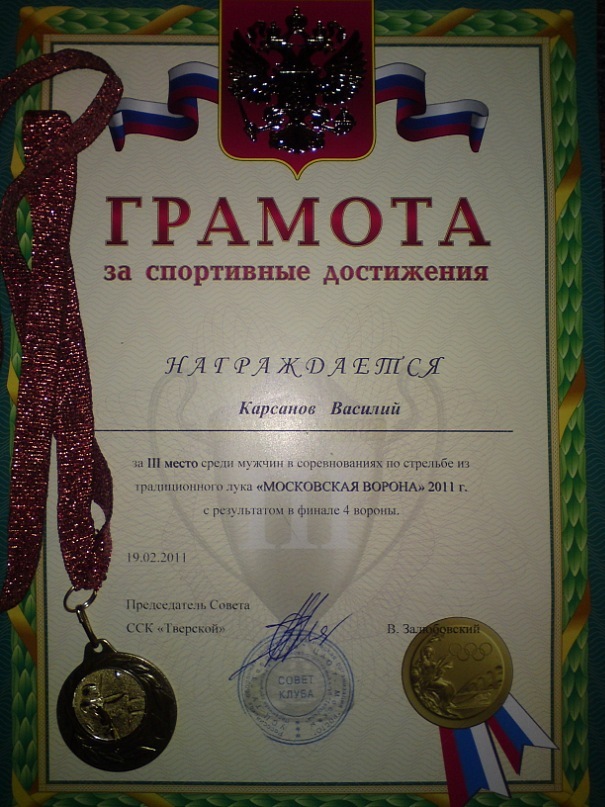 ГРАМОТА
за спортивные достижения
НАГРАЖДАЕТСЯ
Карсанов Василий
за III место среди мужчин в соревнованиях по стрельбе из
традиционного лука «МОСКОВСКАЯ ВОРОНА» 2011 г.
с результатом в финале 4 вороны.
19.02.2011
Председатель Совета
ССК «Тверской»
В. Залюбовский
СОВЕТ
КЛУБА